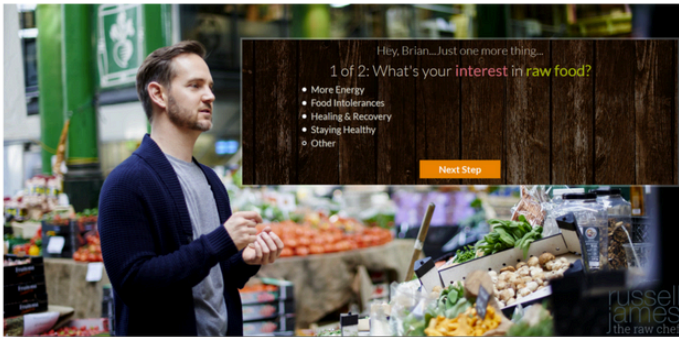 Hey, Brian...Just one more thing...
1 of 2: What's your interest in raw food?
More Energy
Food Intolerances
Healing & Recovery
Staying Healthy
Other
Next Step
russell
james
the raw chef